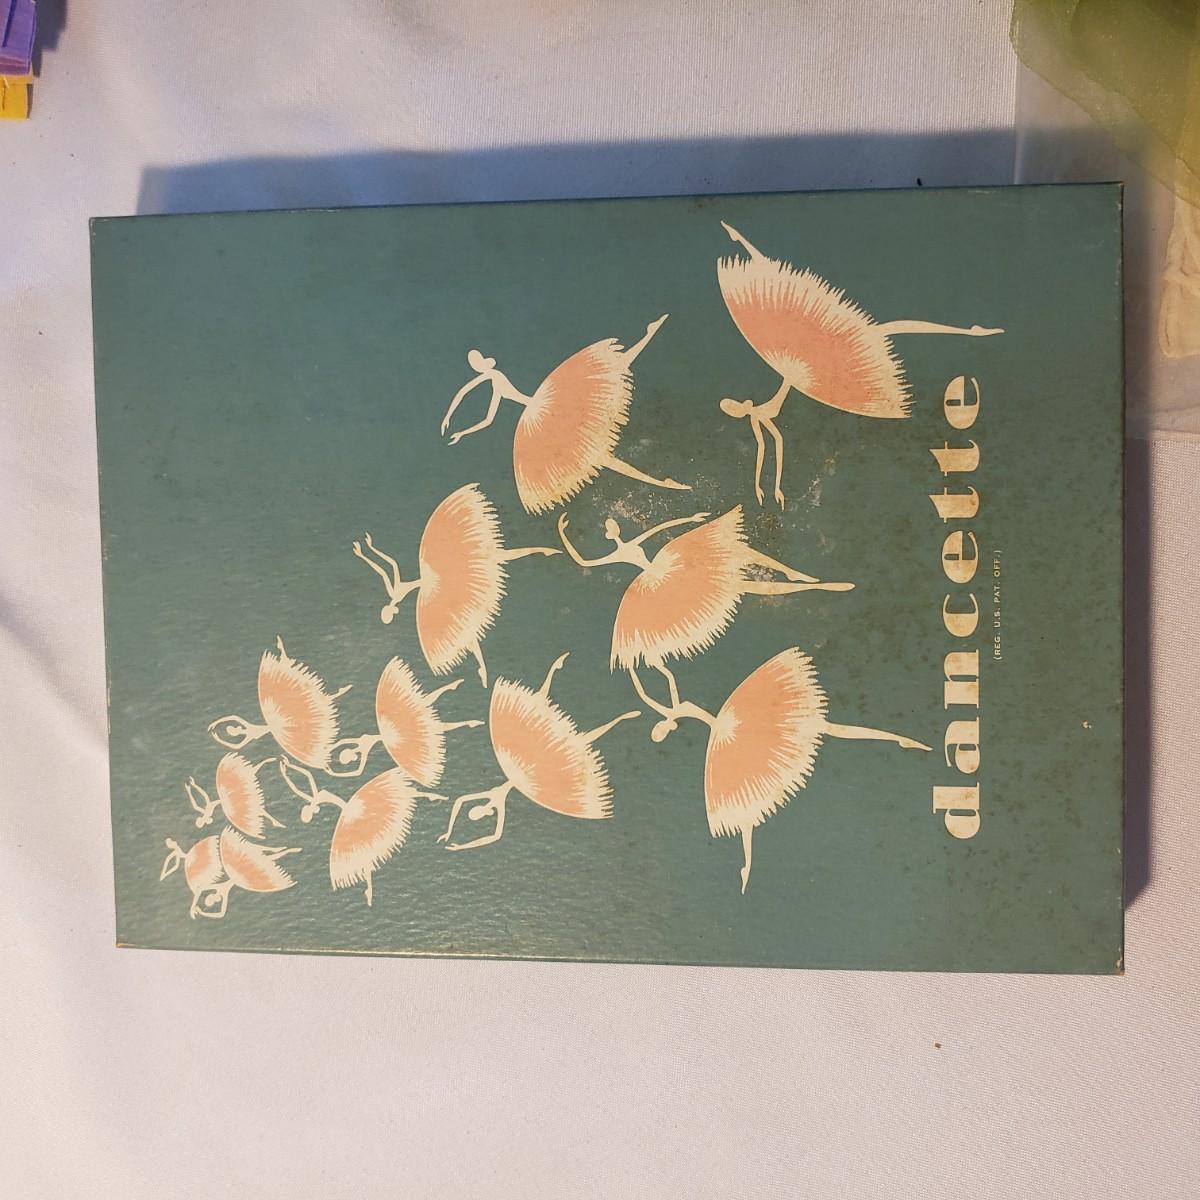 dancette
(REG. U.S. PAT. OFF.)